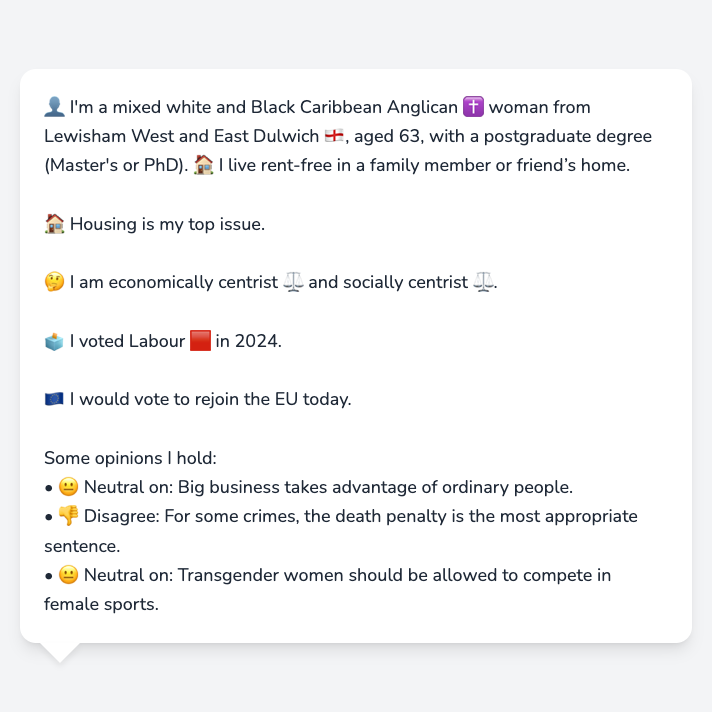 👤 I'm a mixed white and Black Caribbean Anglican ✝️ woman from
Lewisham West and East Dulwich 🏴󠁧󠁢󠁥󠁮󠁧󠁿, aged 63, with a postgraduate degree
(Master's or PhD). 🏠 I live rent-free in a family member or friend’s home.
🏠 Housing is my top issue.
🤔 I am economically centrist ⚖️ and socially centrist ⚖️.
🗳️ I voted Labour 🟥 in 2024.
🇪🇺 I would vote to rejoin the EU today.
Some opinions I hold:
• 😐 Neutral on: Big business takes advantage of ordinary people.
• 👎 Disagree: For some crimes, the death penalty is the most appropriate
sentence.
• 😐 Neutral on: Transgender women should be allowed to compete in
female sports.